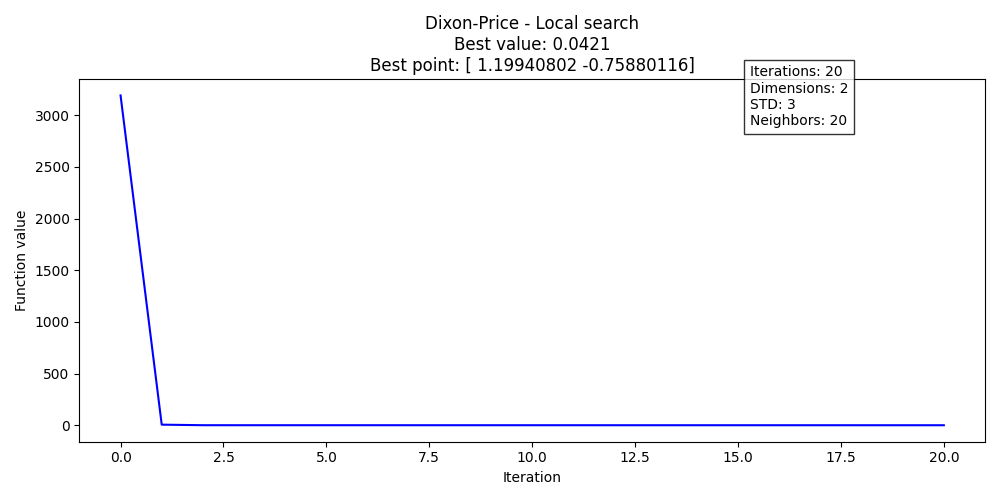 Dixon-Price - Local search
Best value: 0.0421
Best point: [ 1.19940802 -0.75880116]
Iterations: 20
Dimensions: 2
STD: 3
Neighbors: 20
3000
2500
2000
1500
1000
500
0
Function value
0.0 2.5 5.0 7.5 10.0 12.5 15.0 17.5 20.0
Iteration